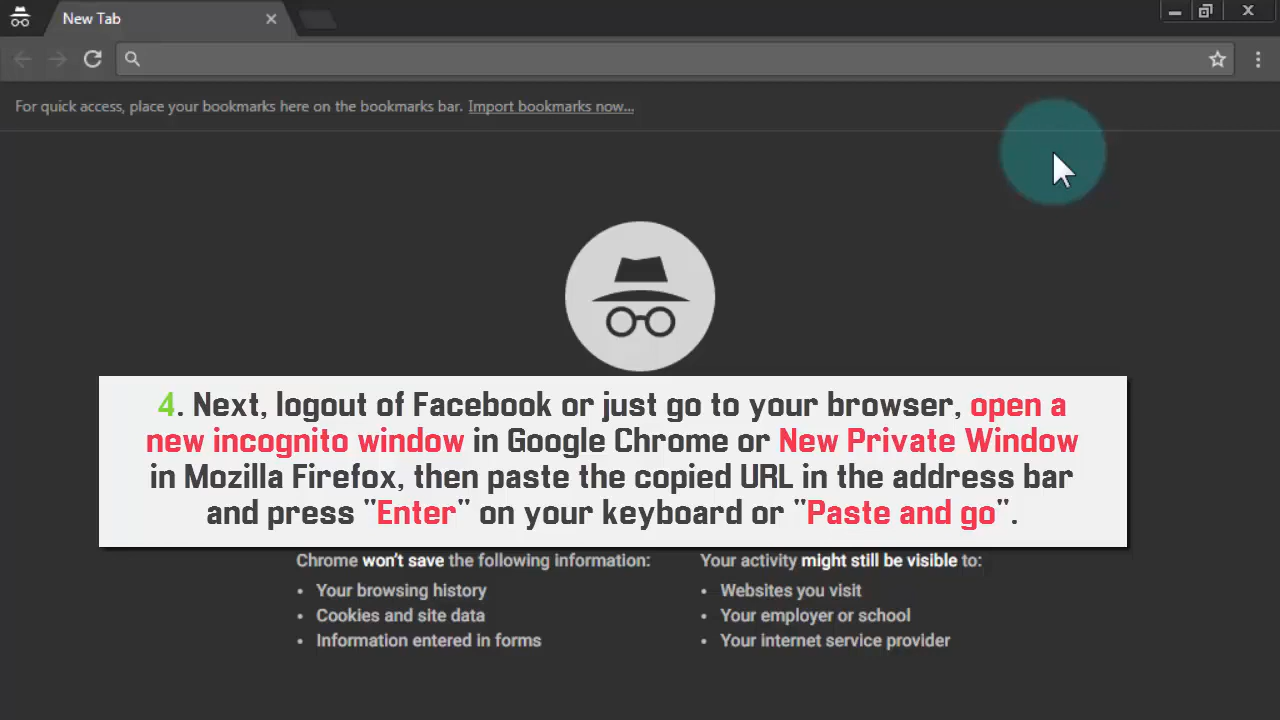 New Tab
For quick access, place your bookmarks here on the bookmarks bar. Import bookmarks now...
4. Next, logout of Facebook or just go to your browser, open a
new incognito window in Google Chrome or New Private Window
in Mozilla Firefox, then paste the copied URL in the address bar
and press "Enter" on your keyboard or "Paste and go".
Chrome won't save the following information:
• Your browsing history
• Cookies and site data
• Information entered in forms
Your activity might still be visible to:
• Websites you visit
• Your employer or school
• Your internet service provider